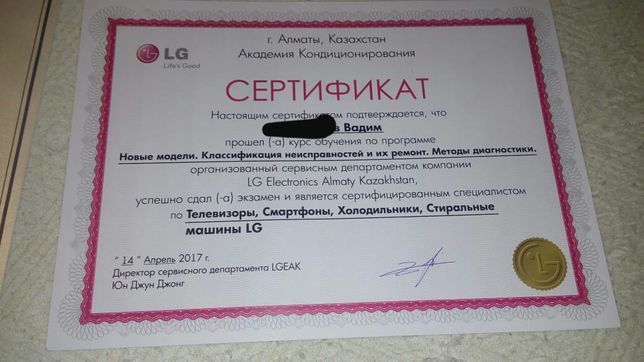 LG
Life's Good
г. Алматы, Казахстан
Академия Кондиционирования
СЕРТИФИКАТ
Настоящим сертификатом подтверждается, что
в Вадим
прошел (-а) курс обучения по программе
Новые модели. Классификация неисправностей и их ремонт. Методы диагностики.
организованный сервисным департаментом компании
LG Electronics Almaty Kazakhstan,
успешно сдал (-а) экзамен и является сертифицированным специалистом
по Телевизоры, Смартфоны, Холодильники, Стиральные
машины LG
" 14 " Апрель 2017 г.
Директор сервисного департамента LGEAK
Юн Джун Джонг